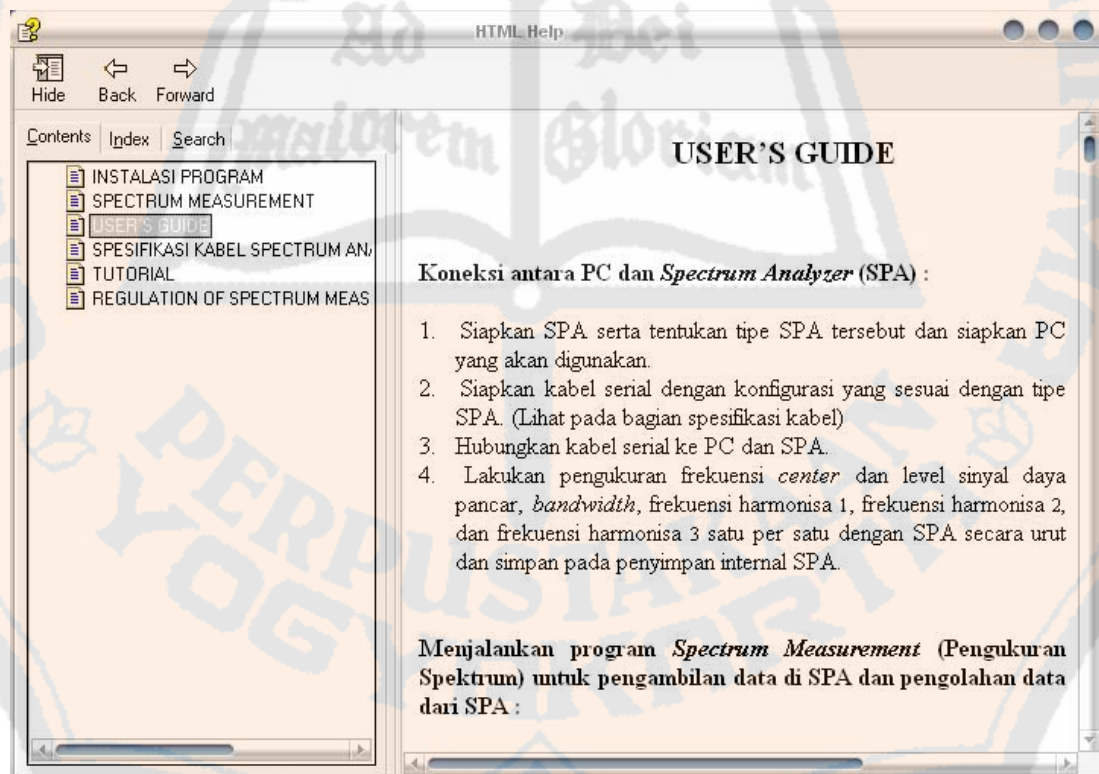 Ad Dei
HTML Help
Hide Back Forward
maiorem Gloriam
Contents Index Search
INSTALASI PROGRAM
SPECTRUM MEASUREMENT
USER'S GUIDE
SPESIFIKASI KABEL SPECTRUM AN
TUTORIAL
REGULATION OF SPECTRUM MEAS
USER'S GUIDE
Koneksi antara PC dan Spectrum Analyzer (SPA) :
1. Siapkan SPA serta tentukan tipe SPA tersebut dan siapkan PC
yang akan digunakan.
2. Siapkan kabel serial dengan konfigurasi yang sesuai dengan tipe
SPA. (Lihat pada bagian spesifikasi kabel)
3. Hubungkan kabel serial ke PC dan SPA.
4. Lakukan pengukuran frekuensi center dan level sinyal daya
pancar, bandwidth, frekuensi harmonisa 1, frekuensi harmonisa 2,
dan frekuensi harmonisa 3 satu per satu dengan SPA secara urut
dan simpan pada penyimpan internal SPA.
Menjalankan program Spectrum Measurement (Pengukuran
Spektrum) untuk pengambilan data di SPA dan pengolahan data
dari SPA :
PERPUSTAKAAN
YOGYAKARTA